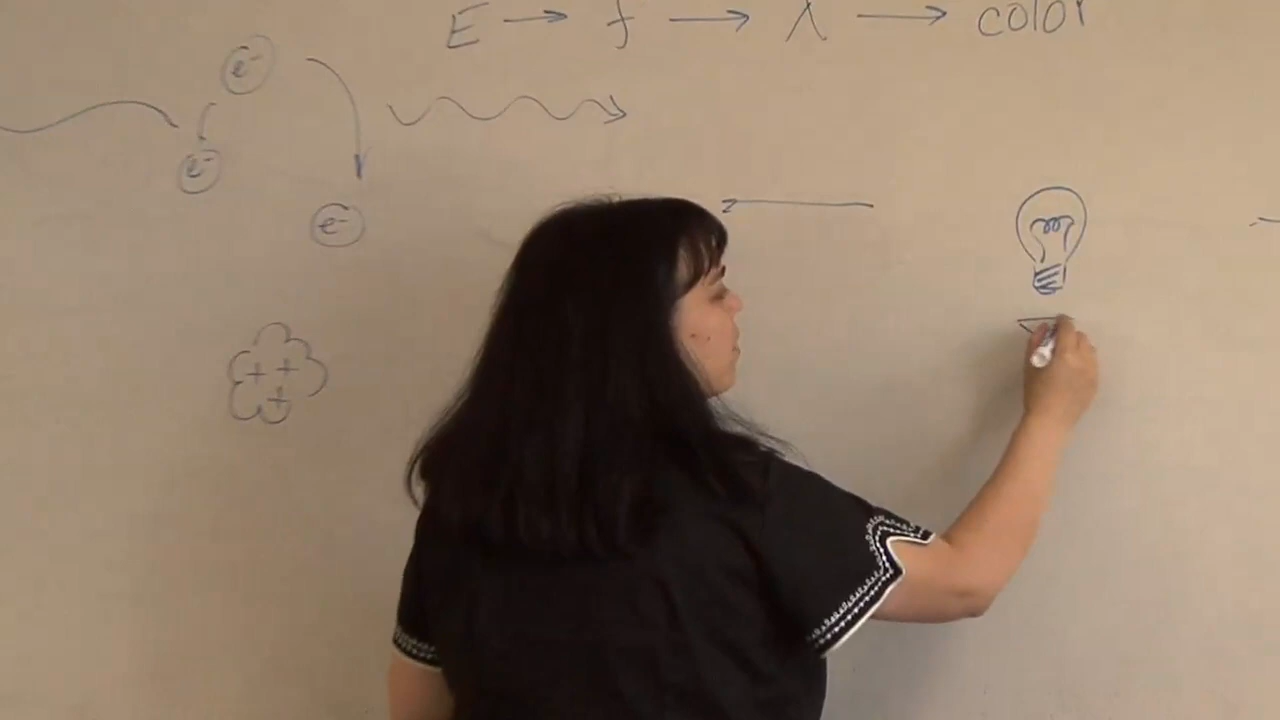 E → f → λ → color
e⁻
e⁻
e⁻
+ +
+